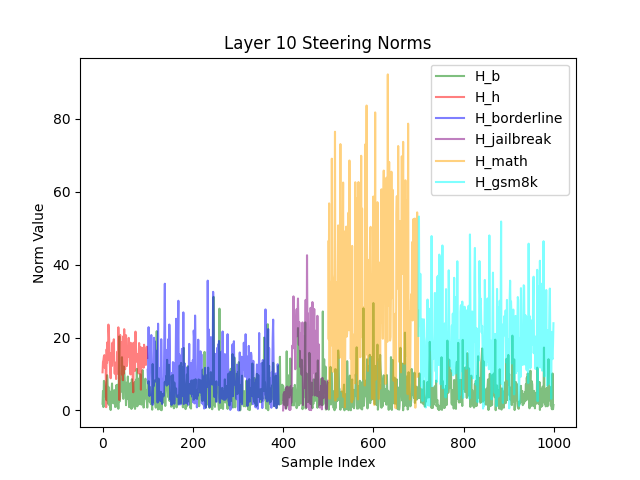 Layer 10 Steering Norms
H_b
H_h
H_borderline
H_jailbreak
H_math
H_gsm8k
Norm Value
80
60
40
20
0
0
200
400
600
800
1000
Sample Index